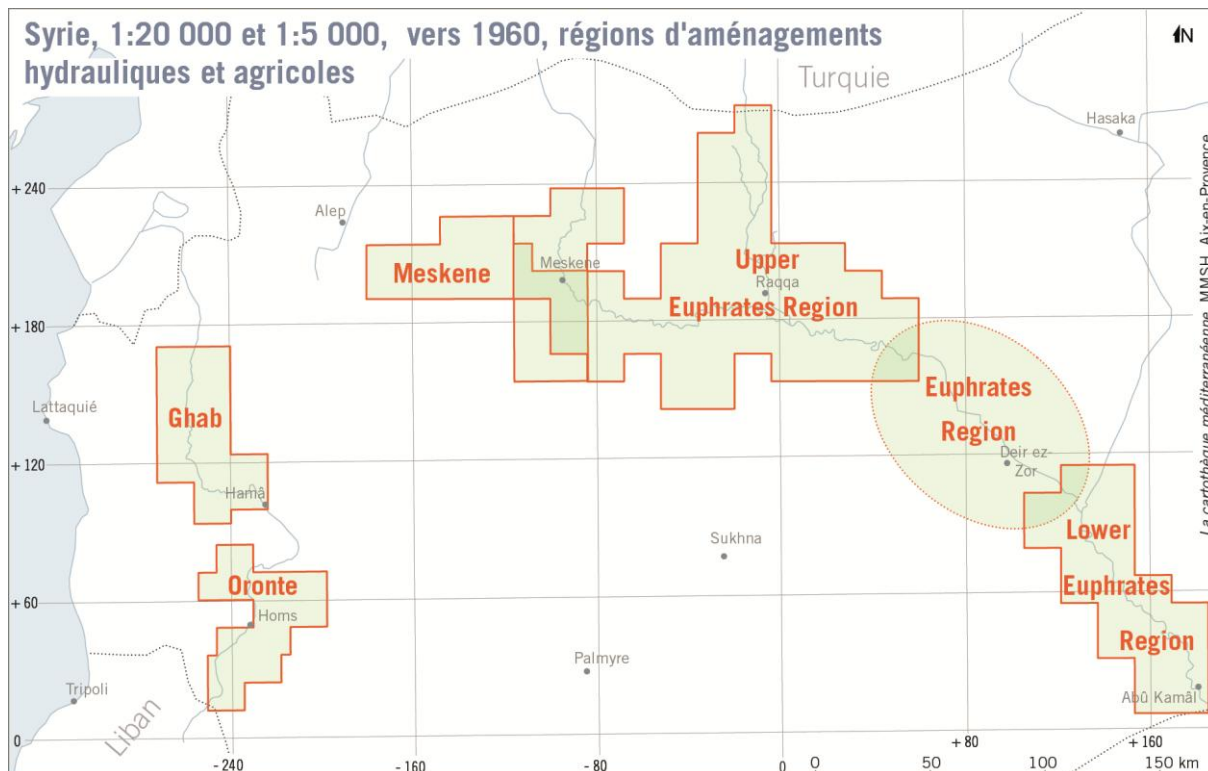 Syrie, 1:20 000 et 1:5 000, vers 1960, régions d'aménagements
hydrauliques et agricoles
N
Turquie
Hasaka
+ 240
Alep
Meskene
Meskene
Upper
Raqqa
Euphrates Region
+ 180
Lattaquié
Ghab
Euphrates
Region
Deir ez-
Zor
+ 120
Hamâ
Sukhna
Lower
Oronte
Euphrates
+ 60
Homs
Region
Palmyre
Tripoli
Abû Kamâl
Liban
0
- 240
- 160
- 80
0
+ 80
+ 160
0
50
100
150 km
La cartothèque méditerranéenne, MMSH, Aix-en-Provence